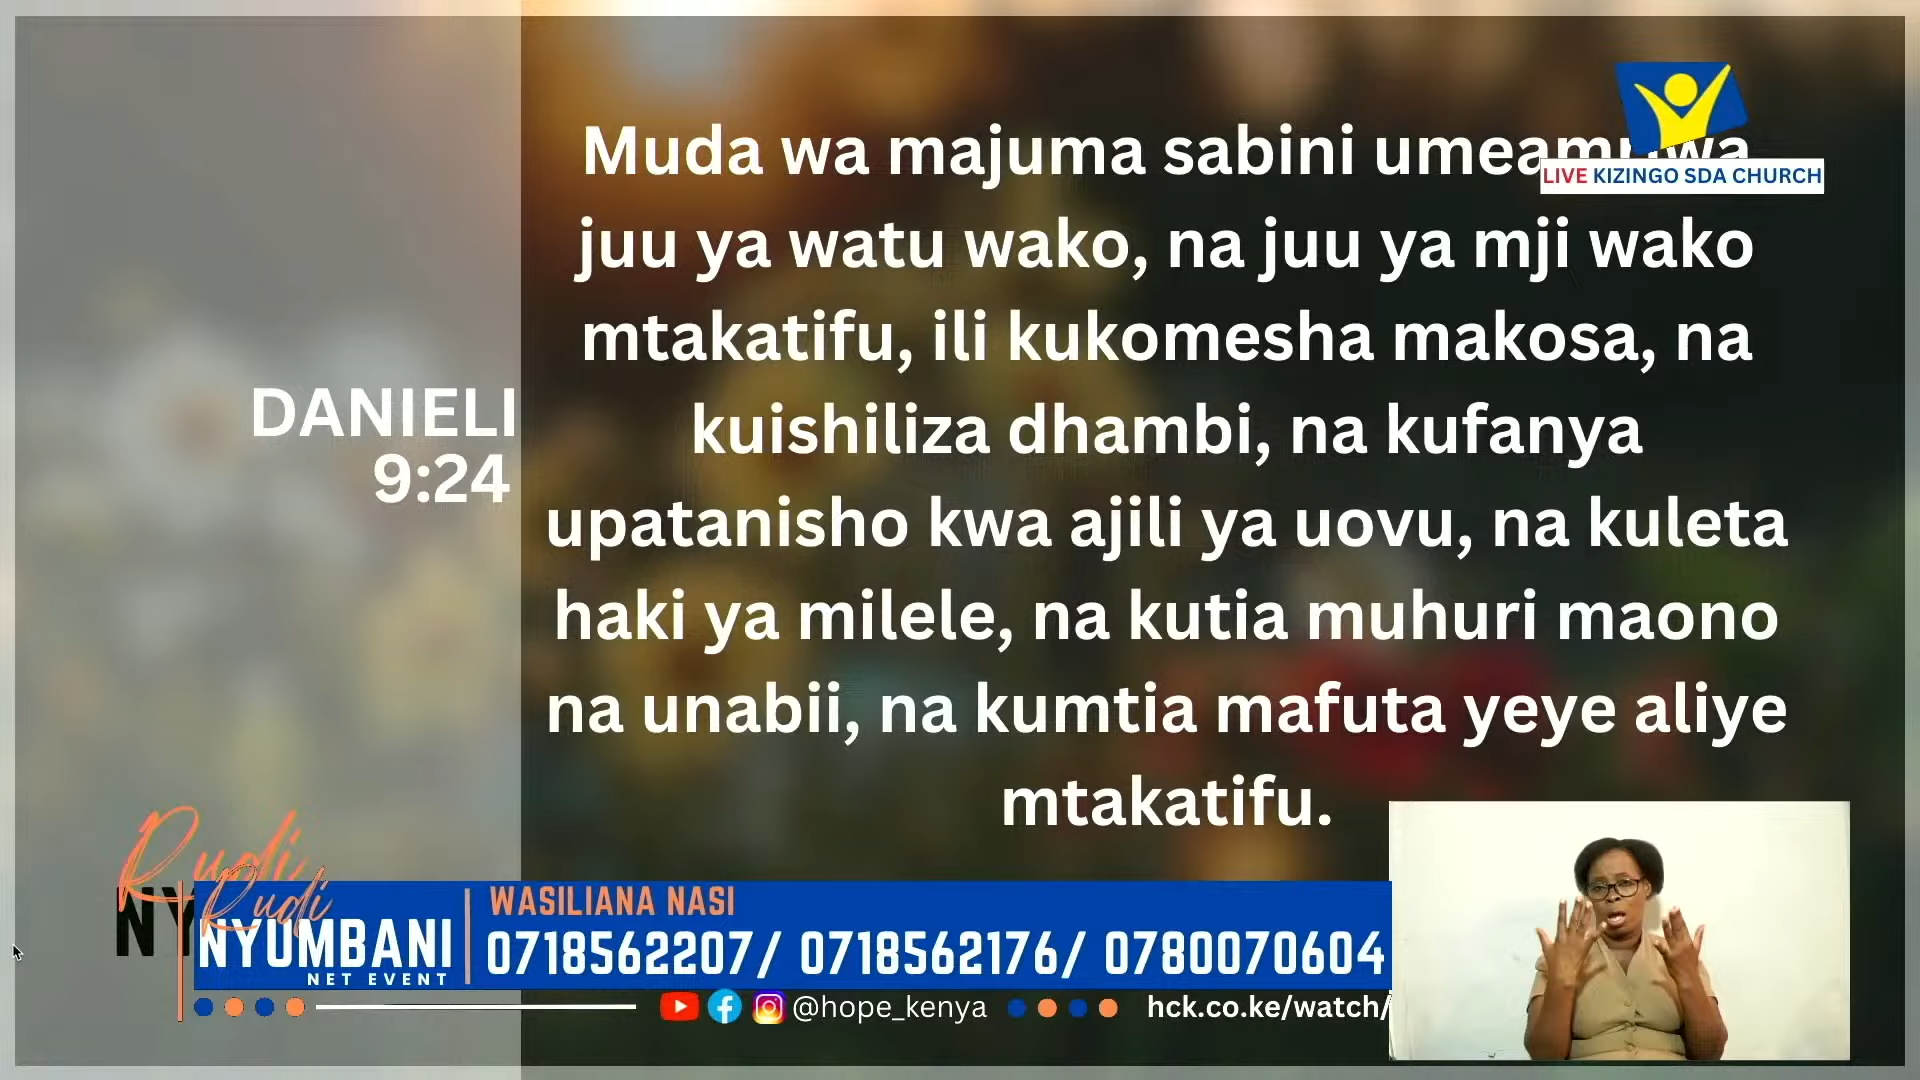 Muda wa majuma sabini
LIVE KIZINGO SDA CHURCH
juu ya watu wako, na juu ya mji wako
mtakatifu, ili kukomesha makosa, na
kuishiliza dhambi, na kufanya
upatanisho kwa ajili ya uovu, na kuleta
haki ya milele, na kutia muhuri maono
na unabii, na kumtia mafuta yeye aliye
mtakatifu.
DANIELI
9:24
Rudi
NY
Rudi
NYUMBANI
NET EVENT
WASILIANA NASI
0718562207/ 0718562176/ 0780070604
@hope_kenya
hck.co.ke/watch/